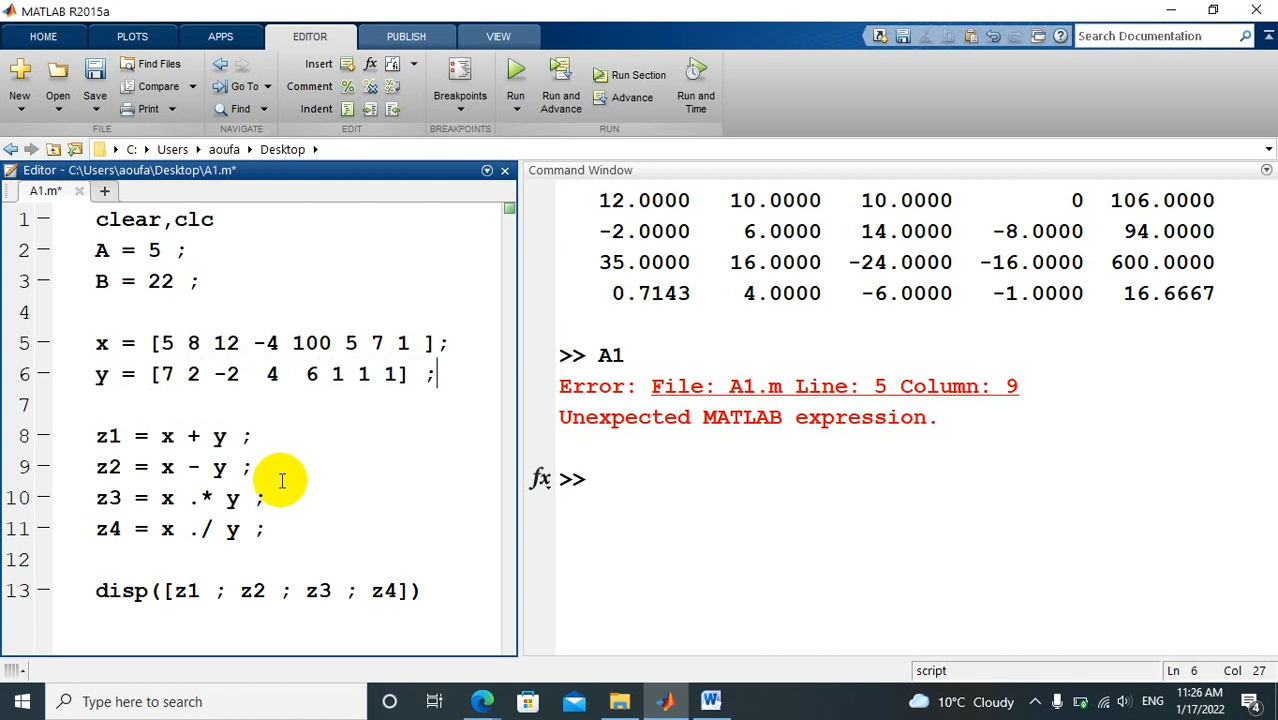 MATLAB R2015a
HOME PLOTS APPS EDITOR PUBLISH VIEW
Search Documentation
New Open Save Find Files Compare Print
Go To Find
Insert fx
Comment
Indent
Breakpoints
Run Run and Advance Run Section Advance Run and Time
FILE NAVIGATE EDIT BREAKPOINTS RUN
C: Users aoufa Desktop
Editor - C:\Users\aoufa\Desktop\A1.m*
A1.m*
1 clear,clc
2 A = 5 ;
3 B = 22 ;
4
5 x = [5 8 12 -4 100 5 7 1 ];
6 y = [7 2 -2 4 6 1 1 1] ;
7
8 z1 = x + y ;
9 z2 = x - y ;
10 z3 = x .* y ;
11 z4 = x ./ y ;
12
13 disp([z1 ; z2 ; z3 ; z4])
Command Window
12.0000 10.0000 10.0000 0 106.0000
-2.0000 6.0000 14.0000 -8.0000 94.0000
35.0000 16.0000 -24.0000 -16.0000 600.0000
0.7143 4.0000 -6.0000 -1.0000 16.6667
>> A1
Error: File: A1.m Line: 5 Column: 9
Unexpected MATLAB expression.
fx >>
script Ln 6 Col 27
Type here to search
10°C Cloudy ENG 11:26 AM 1/17/2022 4